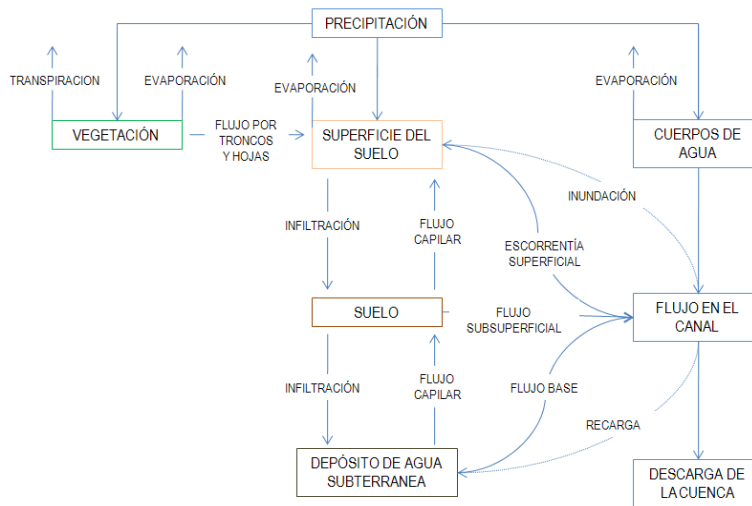 PRECIPITACIÓN
TRANSPIRACION
EVAPORACIÓN
EVAPORACIÓN
EVAPORACIÓN
VEGETACIÓN
FLUJO POR
TRONCOS
Y HOJAS
SUPERFICIE DEL
SUELO
CUERPOS DE
AGUA
INUNDACIÓN
INFILTRACIÓN
FLUJO
CAPILAR
ESCORRENTÍA
SUPERFICIAL
SUELO
FLUJO
SUBSUPERFICIAL
FLUJO EN EL
CANAL
INFILTRACIÓN
FLUJO
CAPILAR
FLUJO BASE
RECARGA
DEPÓSITO DE AGUA
SUBTERRANEA
DESCARGA DE
LA CUENCA